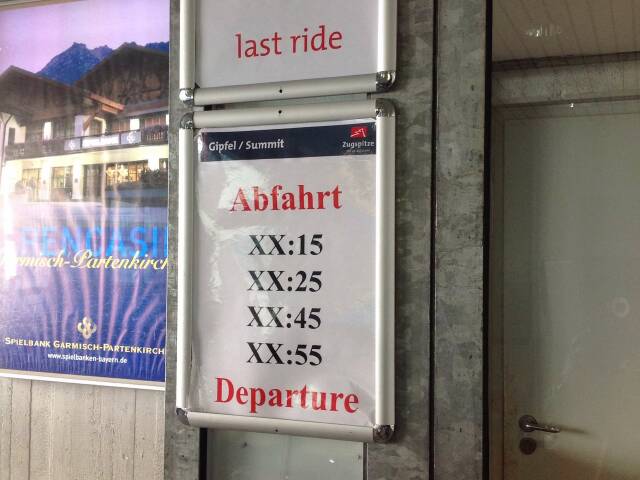 last ride
Gipfel / Summit
Zugspitze
Abfahrt
XX:15
XX:25
XX:45
XX:55
Departure
Garmisch-Partenkirch
SPIELBANK GARMISCH-PARTENKIRCH
www.spielbanken-bayern.de